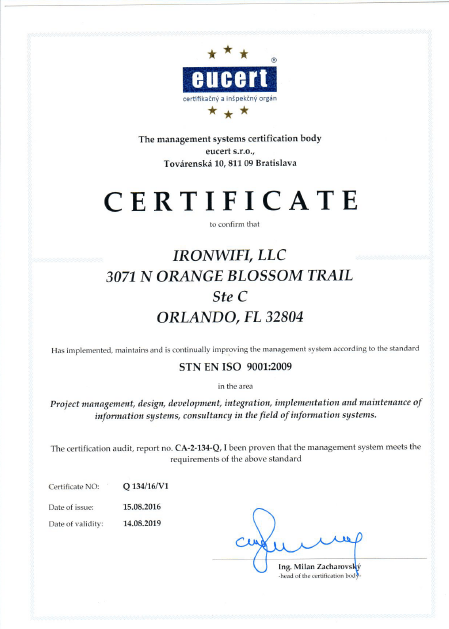 eucert ®
certifikačný a inšpekčný orgán
The management systems certification body
eucert s.r.o.,
Továrenská 10, 811 09 Bratislava
CERTIFICATE
to confirm that
IRONWIFI, LLC
3071 N ORANGE BLOSSOM TRAIL
Ste C
ORLANDO, FL 32804
Has implemented, maintains and is continually improving the management system according to the standard
STN EN ISO 9001:2009
in the area
Project management, design, development, integration, implementation and maintenance of
information systems, consultancy in the field of information systems.
The certification audit, report no. CA-2-134-Q, I been proven that the management system meets the
requirements of the above standard
Certificate NO: Q 134/16/V1
Date of issue: 15.08.2016
Date of validity: 14.08.2019
Ing. Milan Zacharovský
-head of the certification body-